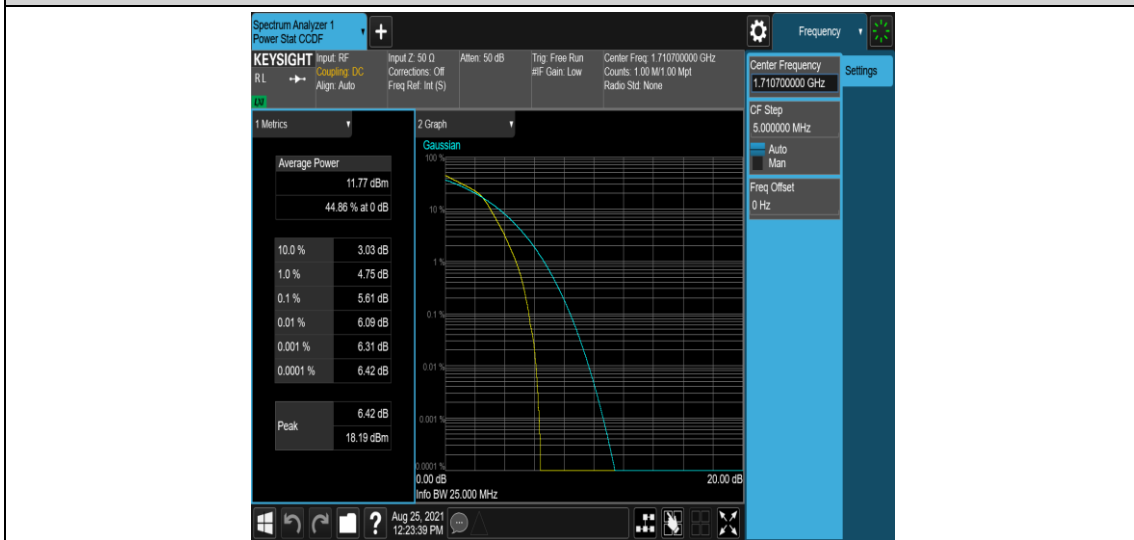 Spectrum Analyzer 1
Power Stat CCDF
Frequency
KEYSIGHT
RL
LXI
Input: RF
Coupling: DC
Align: Auto
Input Z: 50 Ω
Corrections: Off
Freq Ref: Int (S)
Atten: 50 dB
Trig: Free Run
#IF Gain: Low
Center Freq: 1.710700000 GHz
Counts: 1.00 M/1.00 Mpt
Radio Std: None
Center Frequency
1.710700000 GHz
Settings
CF Step
5.000000 MHz
Auto
Man
Freq Offset
0 Hz
1 Metrics
Average Power
11.77 dBm
44.86 % at 0 dB
10.0 % 3.03 dB
1.0 % 4.75 dB
0.1 % 5.61 dB
0.01 % 6.09 dB
0.001 % 6.31 dB
0.0001 % 6.42 dB
Peak
6.42 dB
18.19 dBm
2 Graph
Gaussian
100 %
10 %
1 %
0.1 %
0.01 %
0.001 %
0.0001 %
0.00 dB 20.00 dB
Info BW 25.000 MHz
Aug 25, 2021
12:23:39 PM